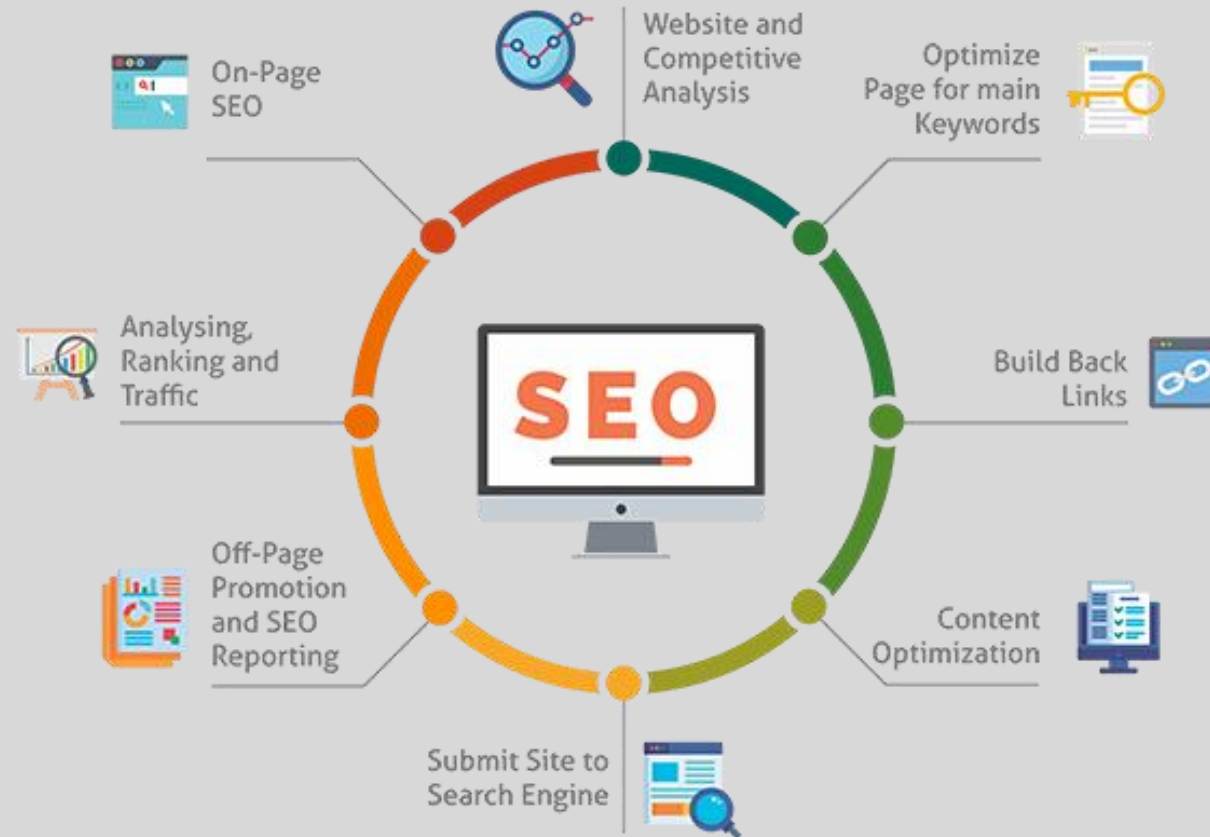 Website and
Competitive
Analysis
Optimize
Page for main
Keywords
Build Back
Links
Content
Optimization
Submit Site to
Search Engine
Off-Page
Promotion
and SEO
Reporting
Analysing,
Ranking and
Traffic
On-Page
SEO
SEO